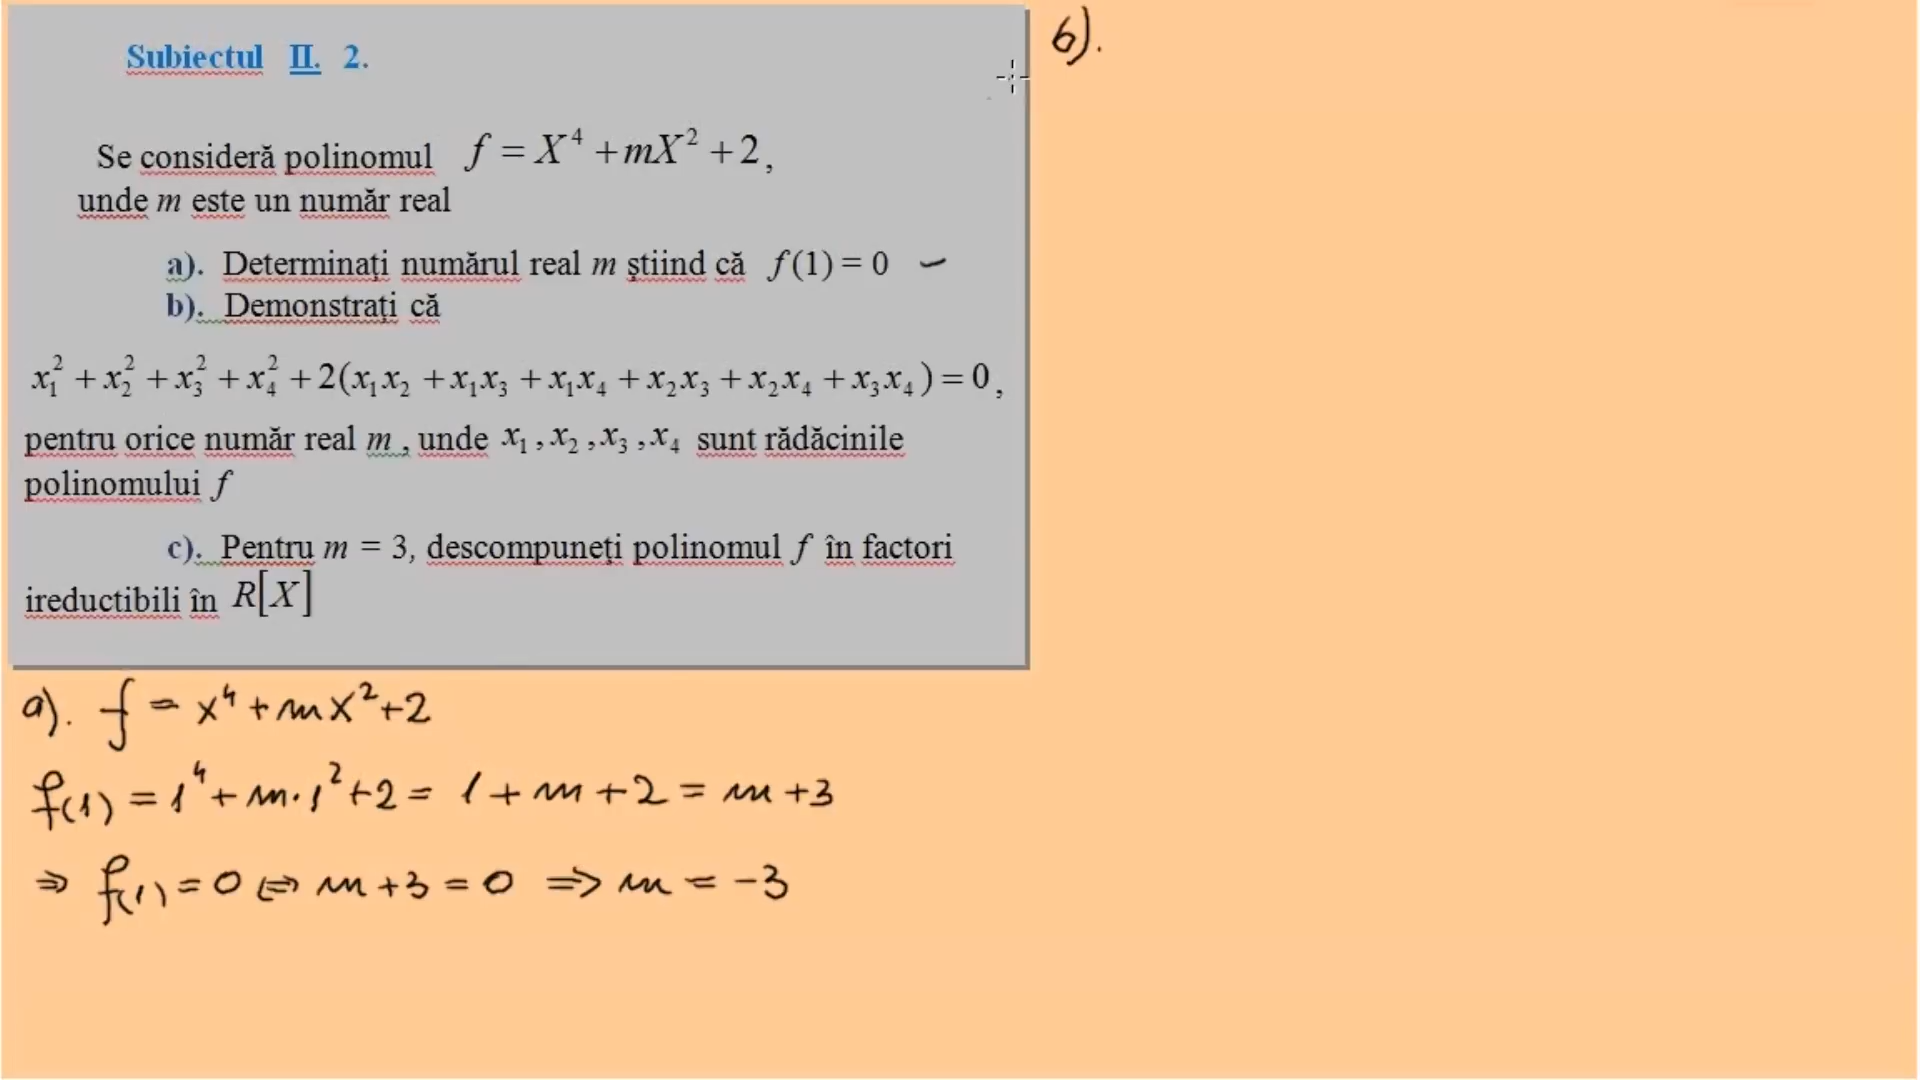 Subiectul II. 2.
Se consideră polinomul f = X⁴ + mX² + 2,
unde m este un număr real
a). Determinați numărul real m știind că f(1) = 0 –
b). Demonstrați că
x₁² + x₂² + x₃² + x₄² + 2(x₁x₂ + x₁x₃ + x₁x₄ + x₂x₃ + x₂x₄ + x₃x₄) = 0,
pentru orice număr real m , unde x₁ , x₂ , x₃ , x₄ sunt rădăcinile
polinomului f
c). Pentru m = 3, descompuneți polinomul f în factori
ireductibili în R[X]
a). f = x⁴ + mx² + 2
f(1) = 1⁴ + m·1² + 2 = 1 + m + 2 = m + 3
⇒ f(1) = 0 ⇔ m + 3 = 0 ⇒ m = -3
b).